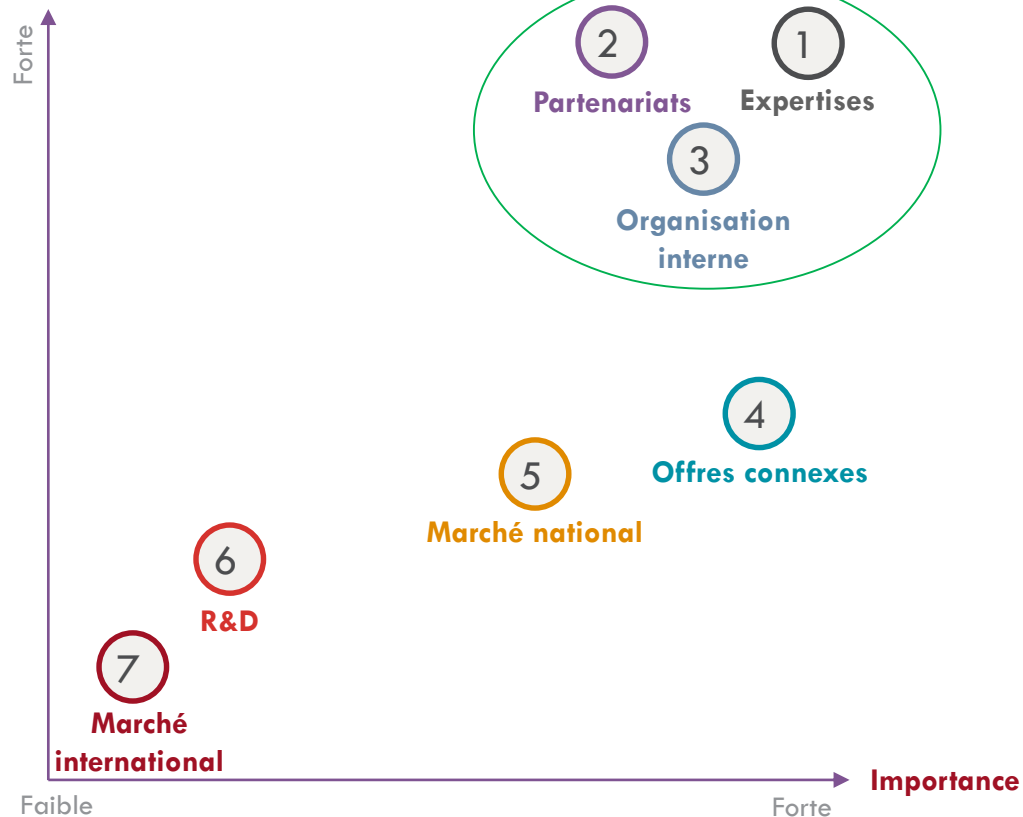 Forte
2
1
Partenariats
Expertises
3
Organisation
interne
4
Offres connexes
5
Marché national
6
R&D
7
Marché
international
Importance
Faible
Forte